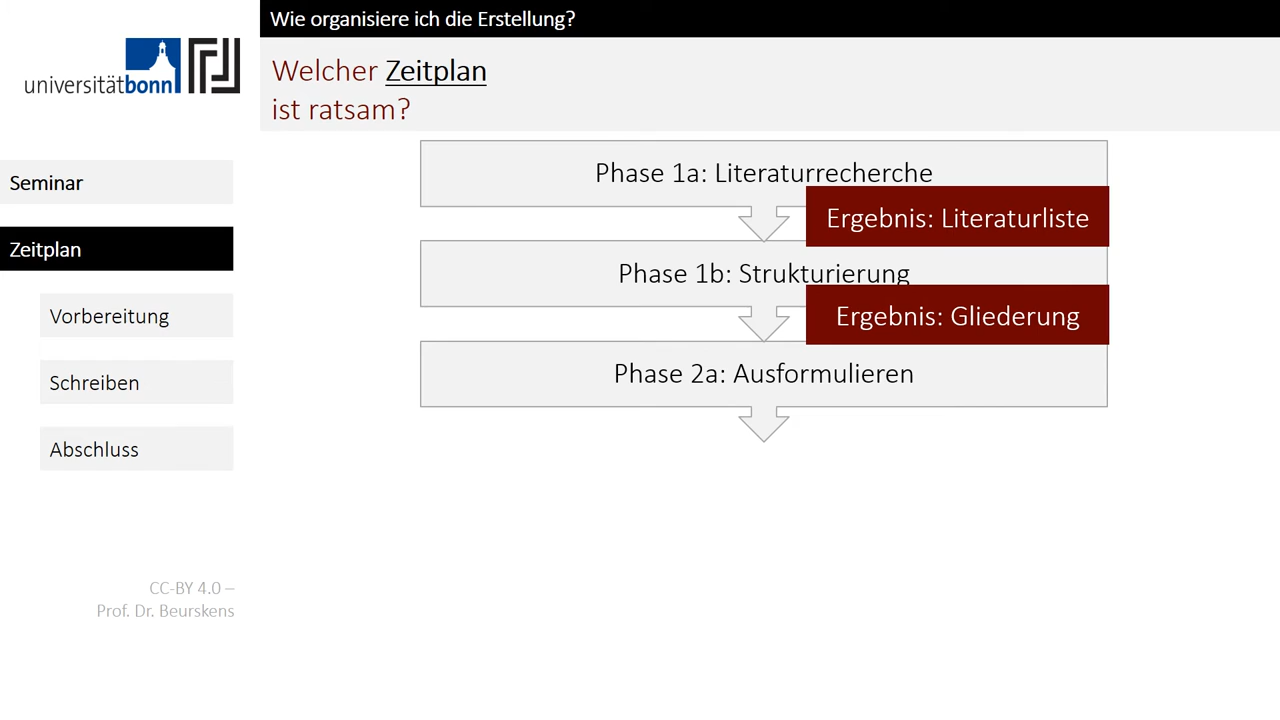 Wie organisiere ich die Erstellung?
universitätbonn
Welcher Zeitplan
ist ratsam?
Seminar
Zeitplan
Vorbereitung
Schreiben
Abschluss
Phase 1a: Literaturrecherche
Ergebnis: Literaturliste
Phase 1b: Strukturierung
Ergebnis: Gliederung
Phase 2a: Ausformulieren
CC-BY 4.0 –
Prof. Dr. Beurskens